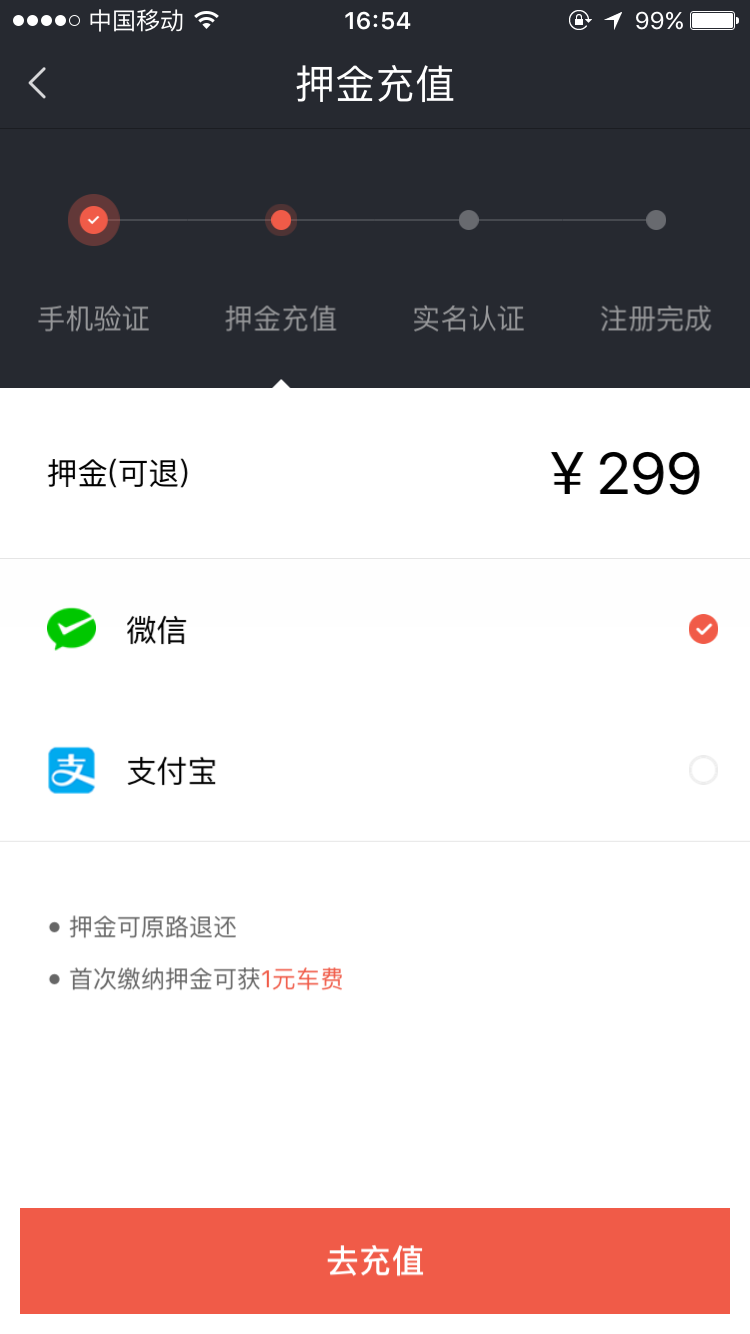 中国移动 16:54 99%
押金充值
手机验证 押金充值 实名认证 注册完成
押金(可退) ¥299
微信
支 支付宝
● 押金可原路退还
● 首次缴纳押金可获1元车费
去充值